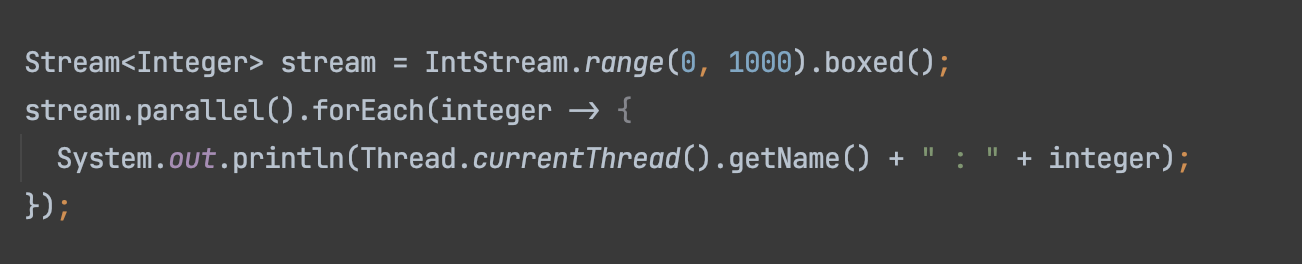 Stream<Integer> stream = IntStream.range(0, 1000).boxed();
stream.parallel().forEach(integer -> {
  System.out.println(Thread.currentThread().getName() + " : " + integer);
});